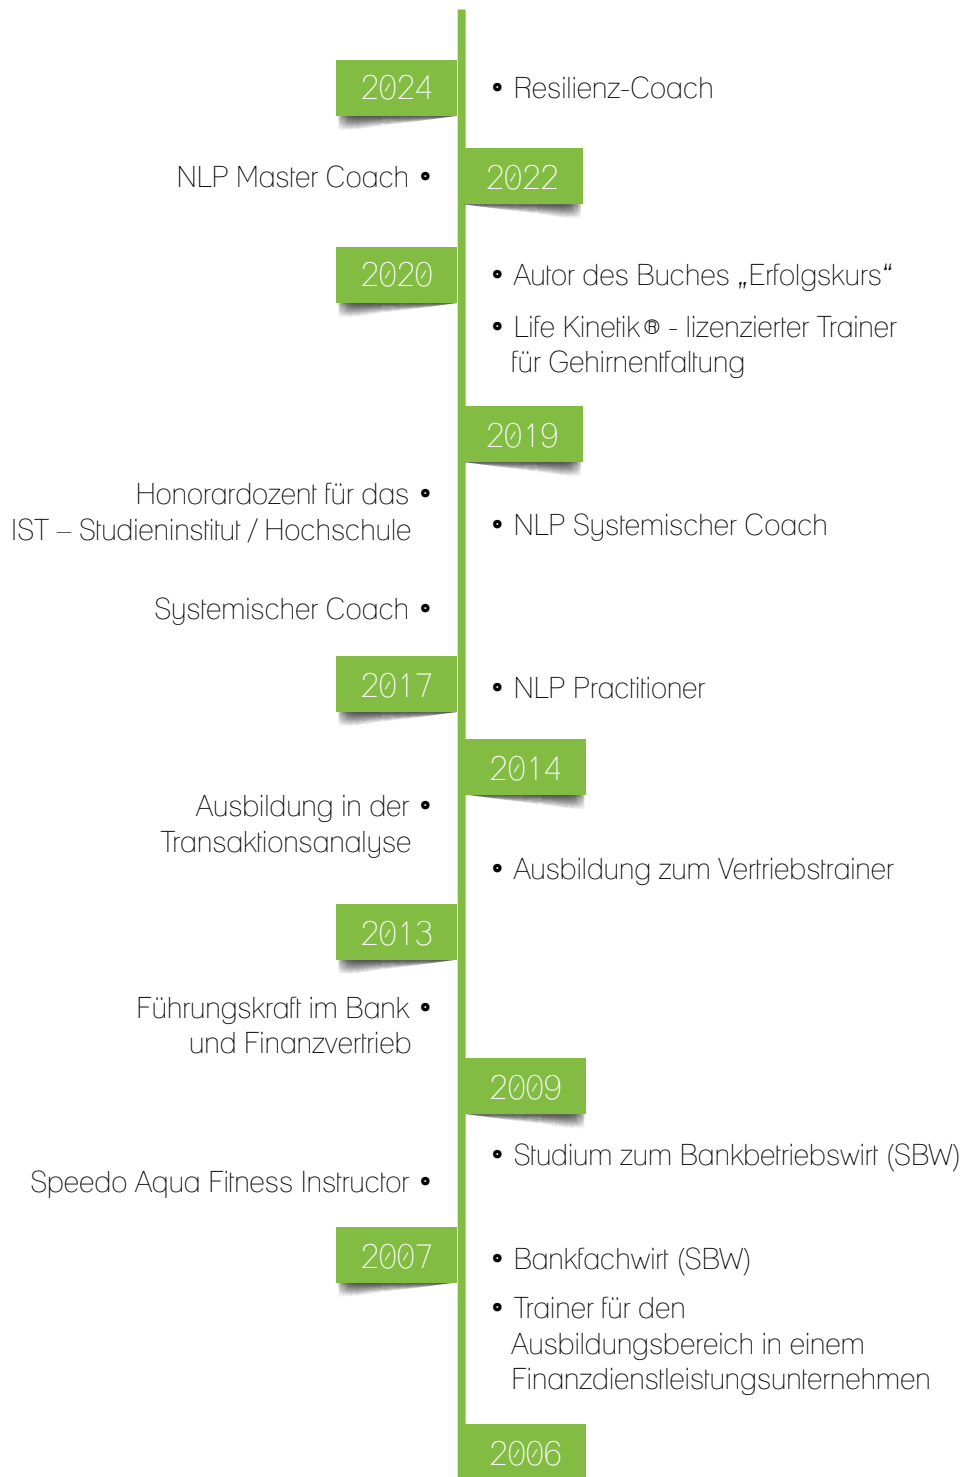 2024
• Resilienz-Coach
NLP Master Coach •
2022
2020
• Autor des Buches „Erfolgskurs“
• Life Kinetik® - lizenzierter Trainer
für Gehirnentfaltung
2019
Honorardozent für das •
IST – Studieninstitut / Hochschule
• NLP Systemischer Coach
Systemischer Coach •
2017
• NLP Practitioner
2014
Ausbildung in der •
Transaktionsanalyse
• Ausbildung zum Vertriebstrainer
2013
Führungskraft im Bank •
und Finanzvertrieb
2009
• Studium zum Bankbetriebswirt (SBW)
Speedo Aqua Fitness Instructor •
2007
• Bankfachwirt (SBW)
• Trainer für den
Ausbildungsbereich in einem
Finanzdienstleistungsunternehmen
2006